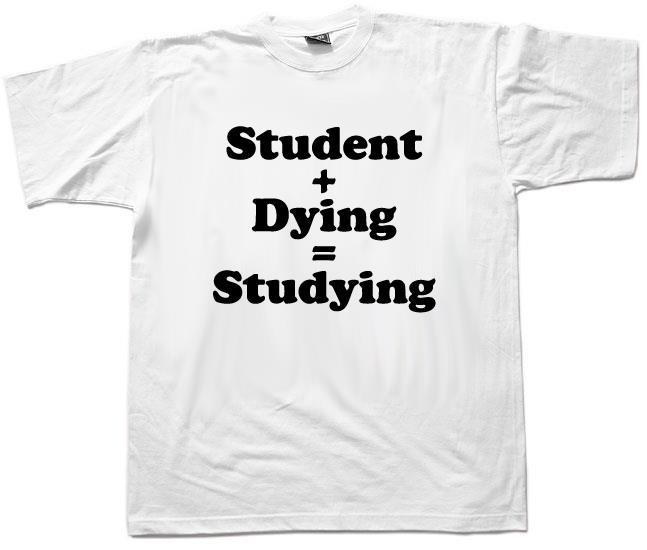 Student
+
Dying
=
Studying